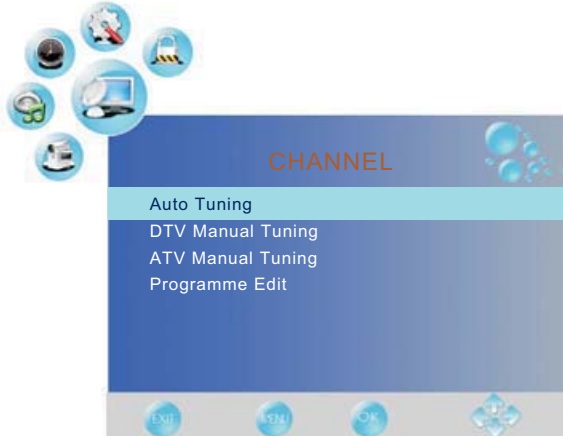 CHANNEL
Auto Tuning
DTV Manual Tuning
ATV Manual Tuning
Programme Edit
EXIT
MENU
OK